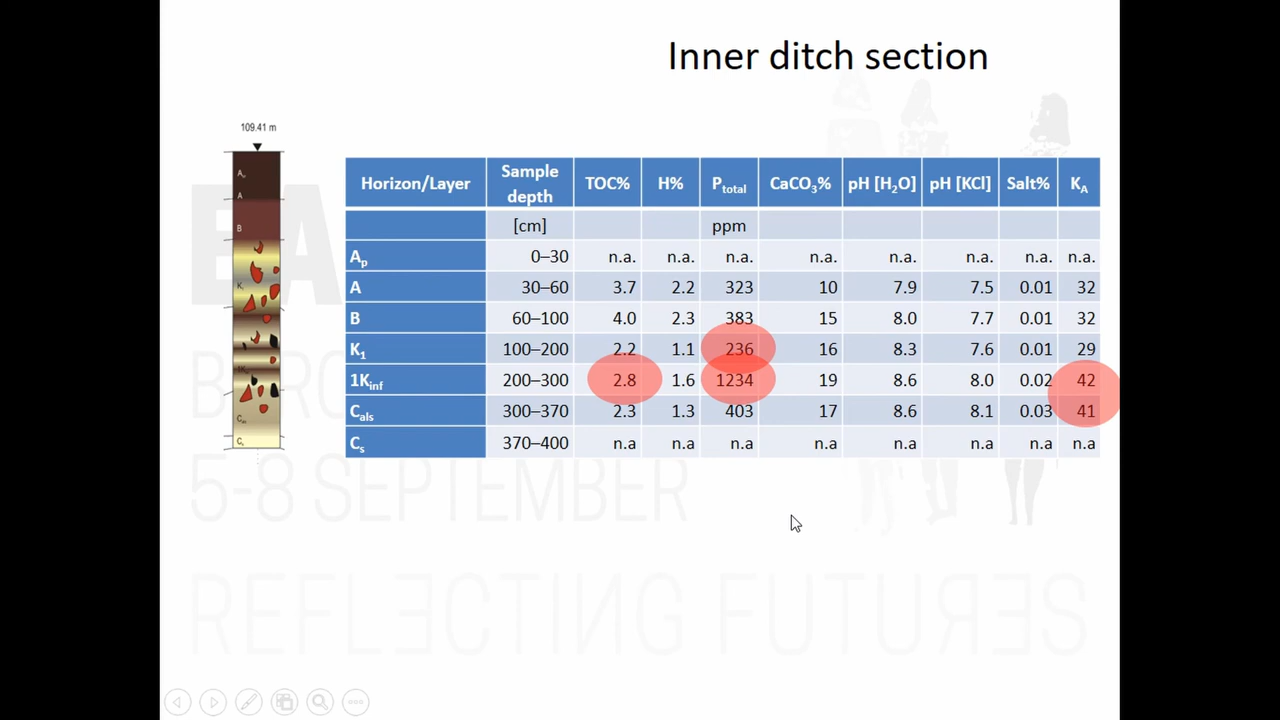 Inner ditch section
109.41 m
A
B
Horizon/Layer Sample depth TOC% H% Ptotal CaCO3% pH [H2O] pH [KCl] Salt% KA
[cm] ppm
Ap 0–30 n.a. n.a. n.a. n.a. n.a. n.a. n.a. n.a.
A 30–60 3.7 2.2 323 10 7.9 7.5 0.01 32
B 60–100 4.0 2.3 383 15 8.0 7.7 0.01 32
K1 100–200 2.2 1.1 236 16 8.3 7.6 0.01 29
1Kinf 200–300 2.8 1.6 1234 19 8.6 8.0 0.02 42
Cals 300–370 2.3 1.3 403 17 8.6 8.1 0.03 41
Cs 370–400 n.a n.a n.a n.a n.a n.a n.a n.a
5-8 SEPTEMBER
REFLECTING FUTURES